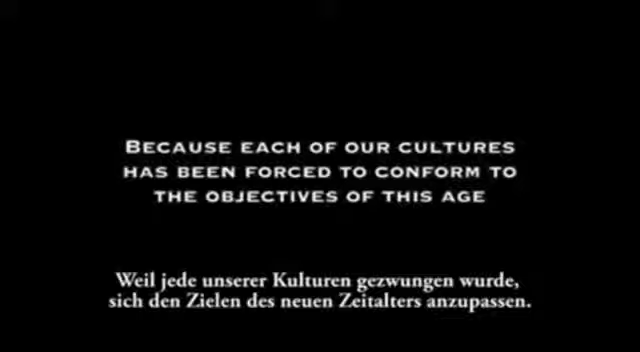 BECAUSE EACH OF OUR CULTURES
HAS BEEN FORCED TO CONFORM TO
THE OBJECTIVES OF THIS AGE
Weil jede unserer Kulturen gezwungen wurde,
sich den Zielen des neuen Zeitalters anzupassen.